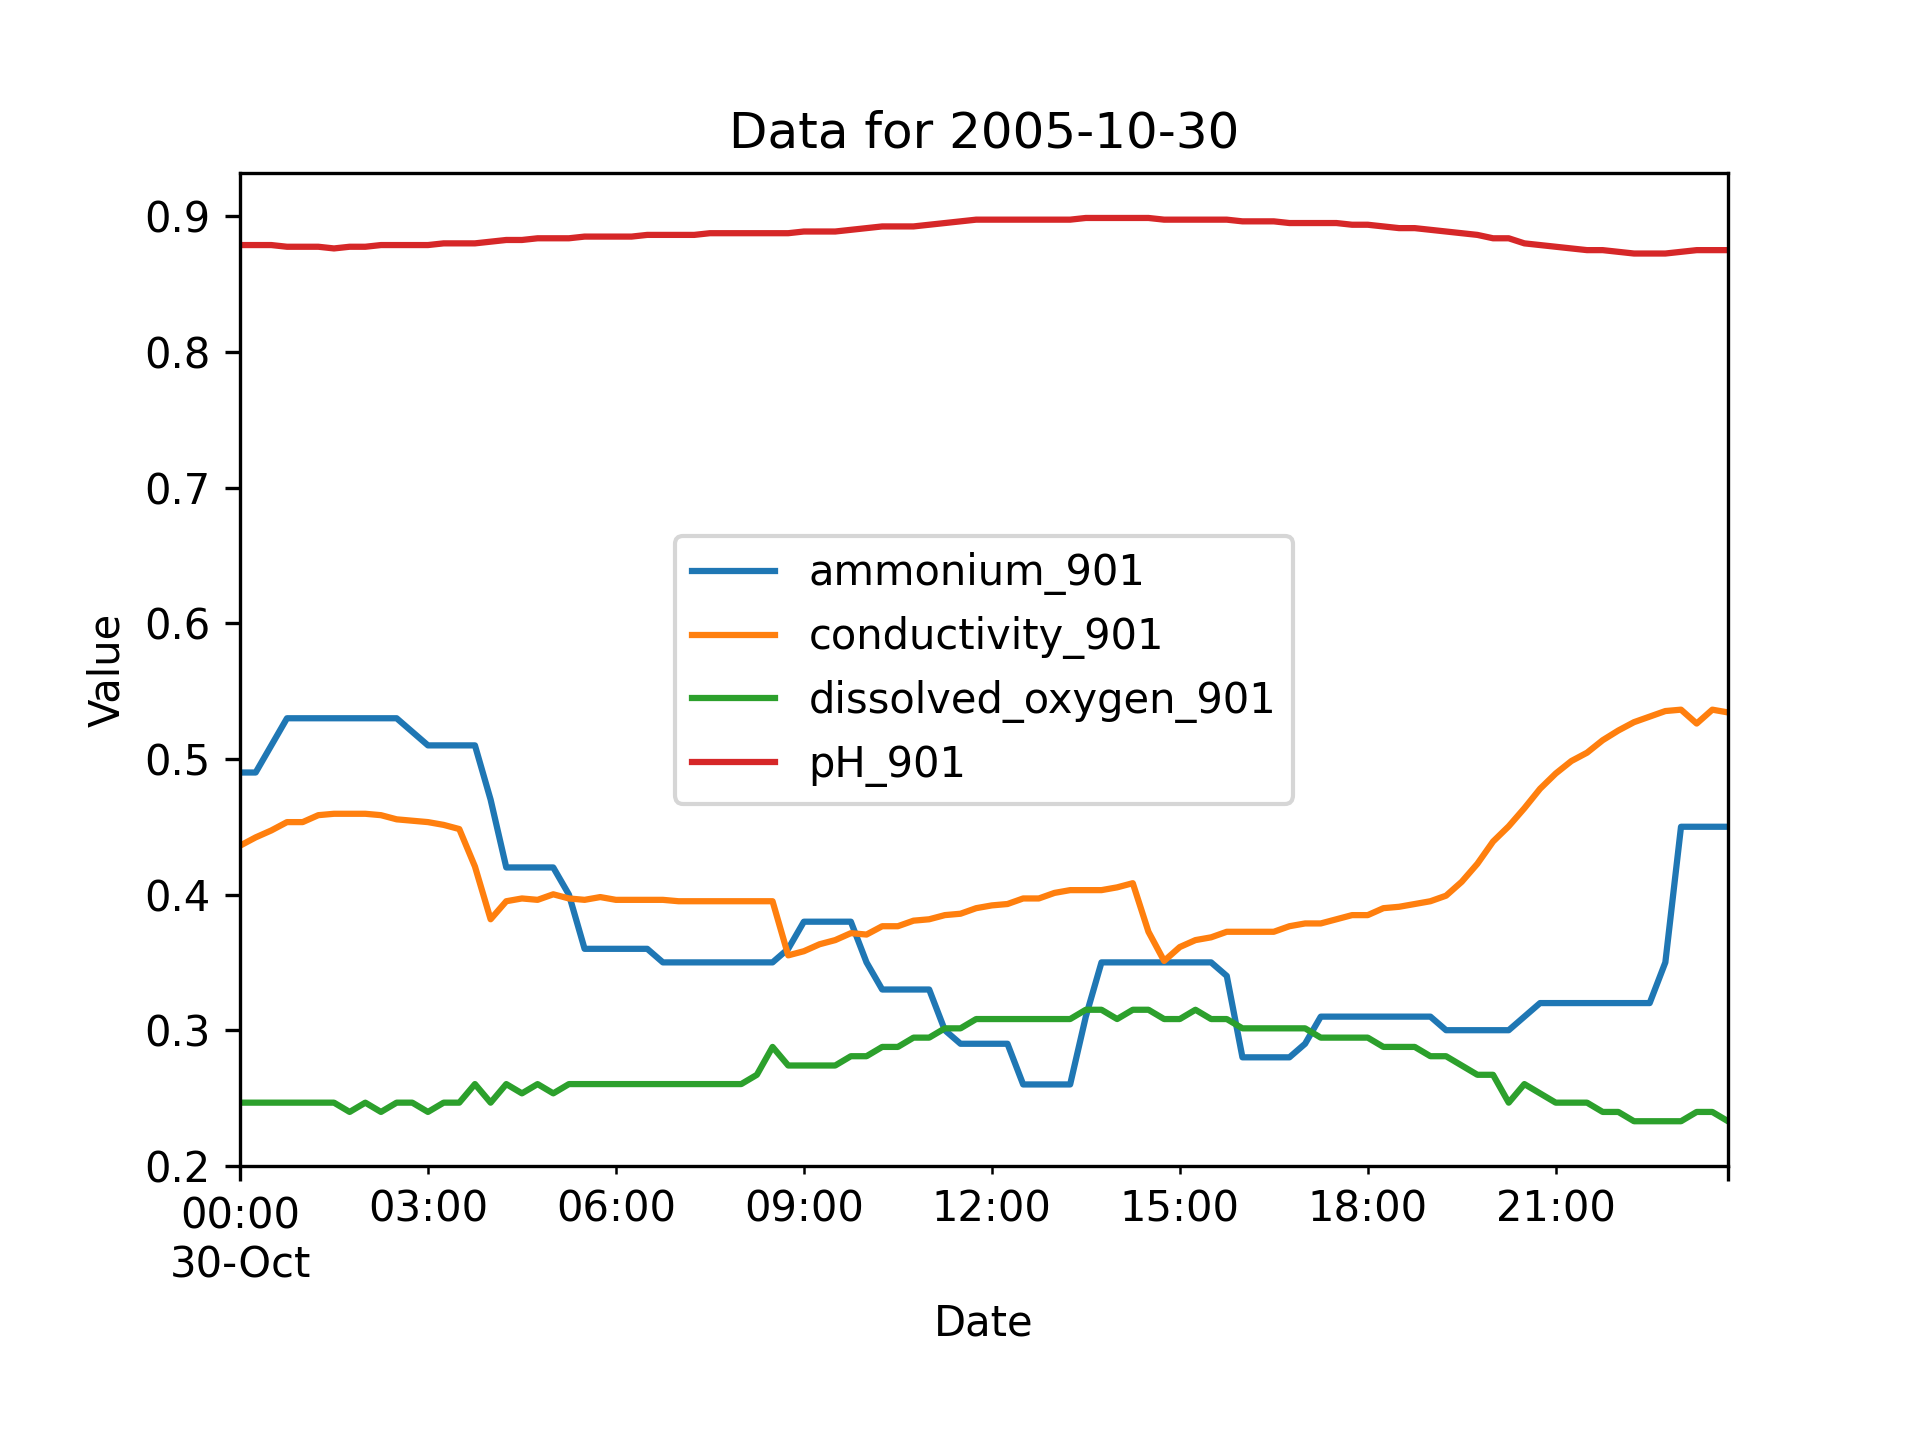 Data for 2005-10-30
0.9
0.8
0.7
0.6
0.5
0.4
0.3
0.2
Value
ammonium_901
conductivity_901
dissolved_oxygen_901
pH_901
00:00 03:00 06:00 09:00 12:00 15:00 18:00 21:00
30-Oct
Date